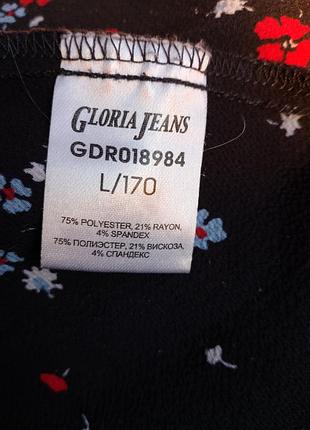 GLORIA JEANS
GDR018984
L/170
75% POLYESTER, 21% RAYON,
4% SPANDEX
75% ПОЛИЭСТЕР, 21% ВИСКОЗА,
4% СПАНДЕКС